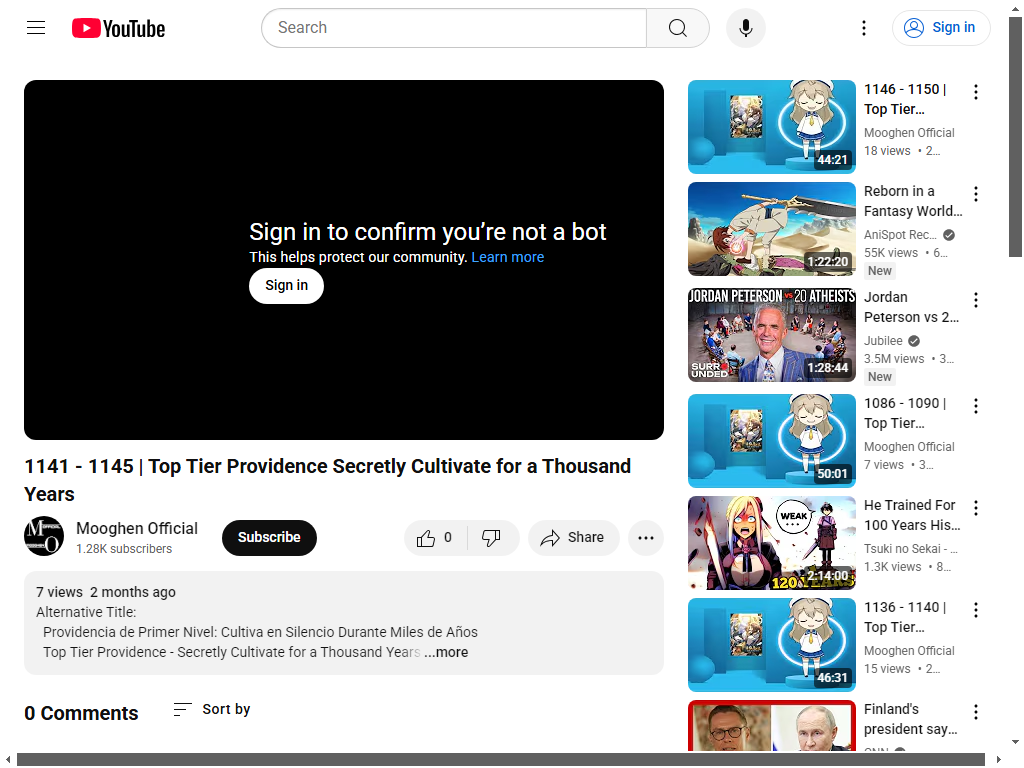 YouTube
Search
Sign in
Sign in to confirm you’re not a bot
This helps protect our community. Learn more
Sign in
1141 - 1145 | Top Tier Providence Secretly Cultivate for a Thousand
Years
Mooghen Official
1.28K subscribers
Subscribe
0
Share
7 views 2 months ago
Alternative Title:
Providencia de Primer Nivel: Cultiva en Silencio Durante Miles de Años
Top Tier Providence - Secretly Cultivate for a Thousand Years ...more
0 Comments
Sort by
44:21
1146 - 1150 |
Top Tier…
Mooghen Official
18 views • 2…
1:22:20
Reborn in a
Fantasy World…
AniSpot Rec…
55K views • 6…
New
JORDAN PETERSON vs 20 ATHEISTS
SURROUNDED
1:28:44
Jordan
Peterson vs 2…
Jubilee
3.5M views • 3…
New
50:01
1086 - 1090 |
Top Tier…
Mooghen Official
7 views • 3…
WEAK
...
120 YEARS
2:14:00
He Trained For
100 Years His…
Tsuki no Sekai - …
1.3K views • 8…
46:31
1136 - 1140 |
Top Tier…
Mooghen Official
15 views • 2…
Finland's
president say…